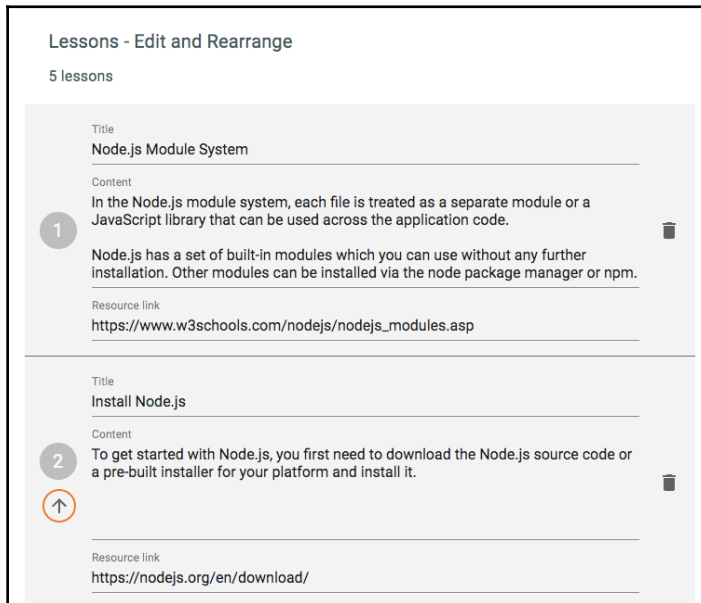 Lessons - Edit and Rearrange
5 lessons
Title
Node.js Module System
Content
In the Node.js module system, each file is treated as a separate module or a
JavaScript library that can be used across the application code.
1
Node.js has a set of built-in modules which you can use without any further
installation. Other modules can be installed via the node package manager or npm.
Resource link
https://www.w3schools.com/nodejs/nodejs_modules.asp
Title
Install Node.js
Content
To get started with Node.js, you first need to download the Node.js source code or
2
a pre-built installer for your platform and install it.
Resource link
https://nodejs.org/en/download/